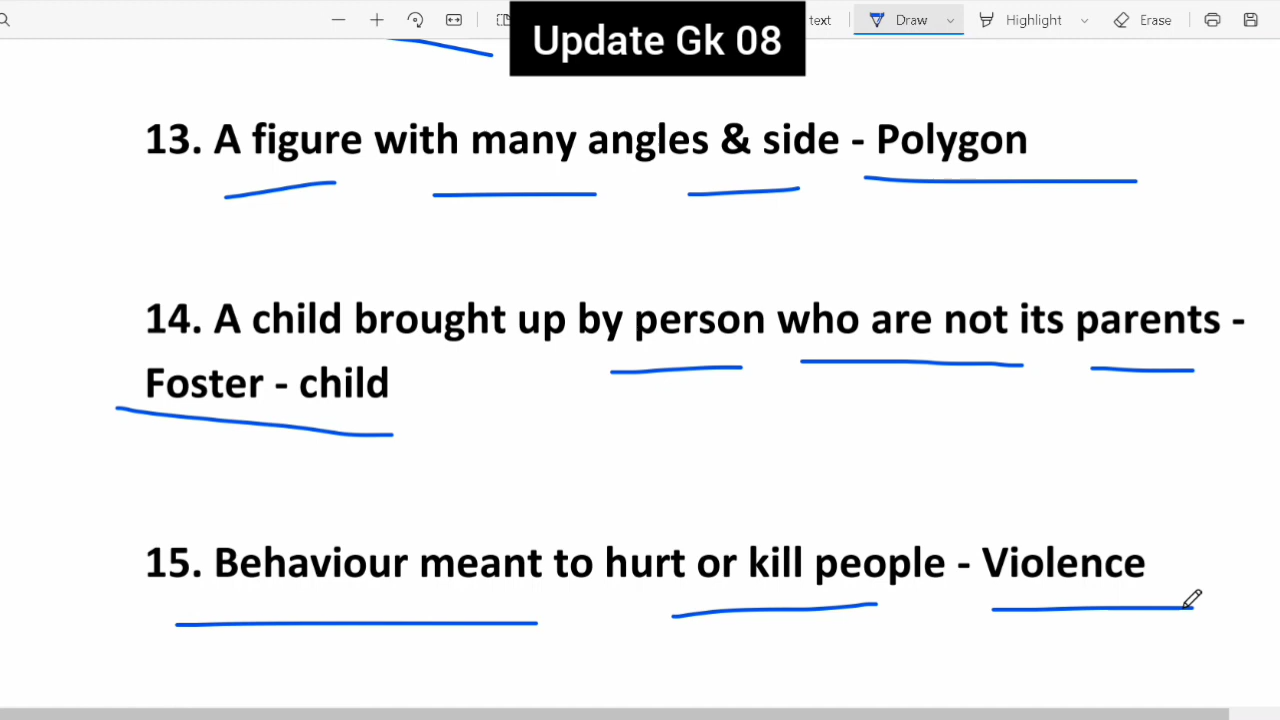 text Draw Highlight Erase
Update Gk 08
13. A figure with many angles & side - Polygon
14. A child brought up by person who are not its parents -
Foster - child
15. Behaviour meant to hurt or kill people - Violence